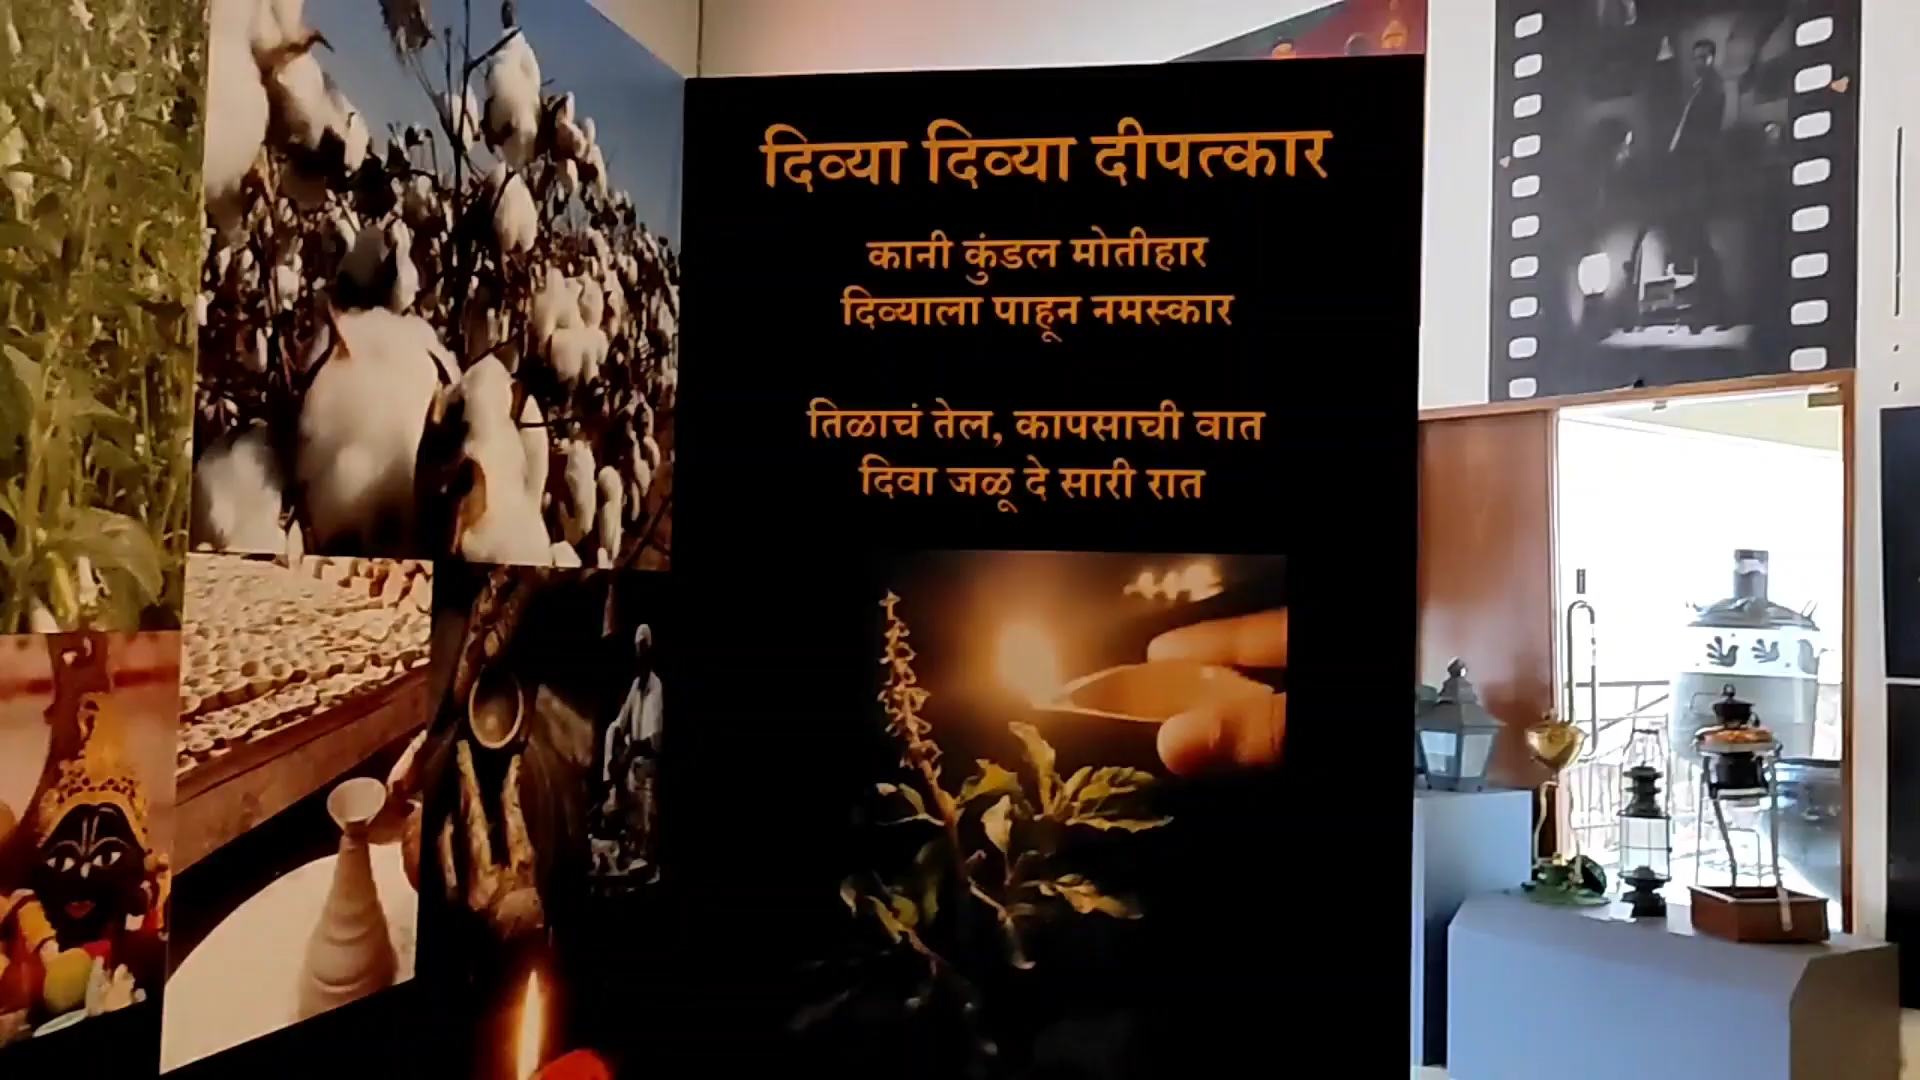 दिव्या दिव्या दीपत्कार
कानी कुंडल मोतीहार
दिव्याला पाहून नमस्कार
तिळाचं तेल, कापसाची वात
दिवा जळू दे सारी रात